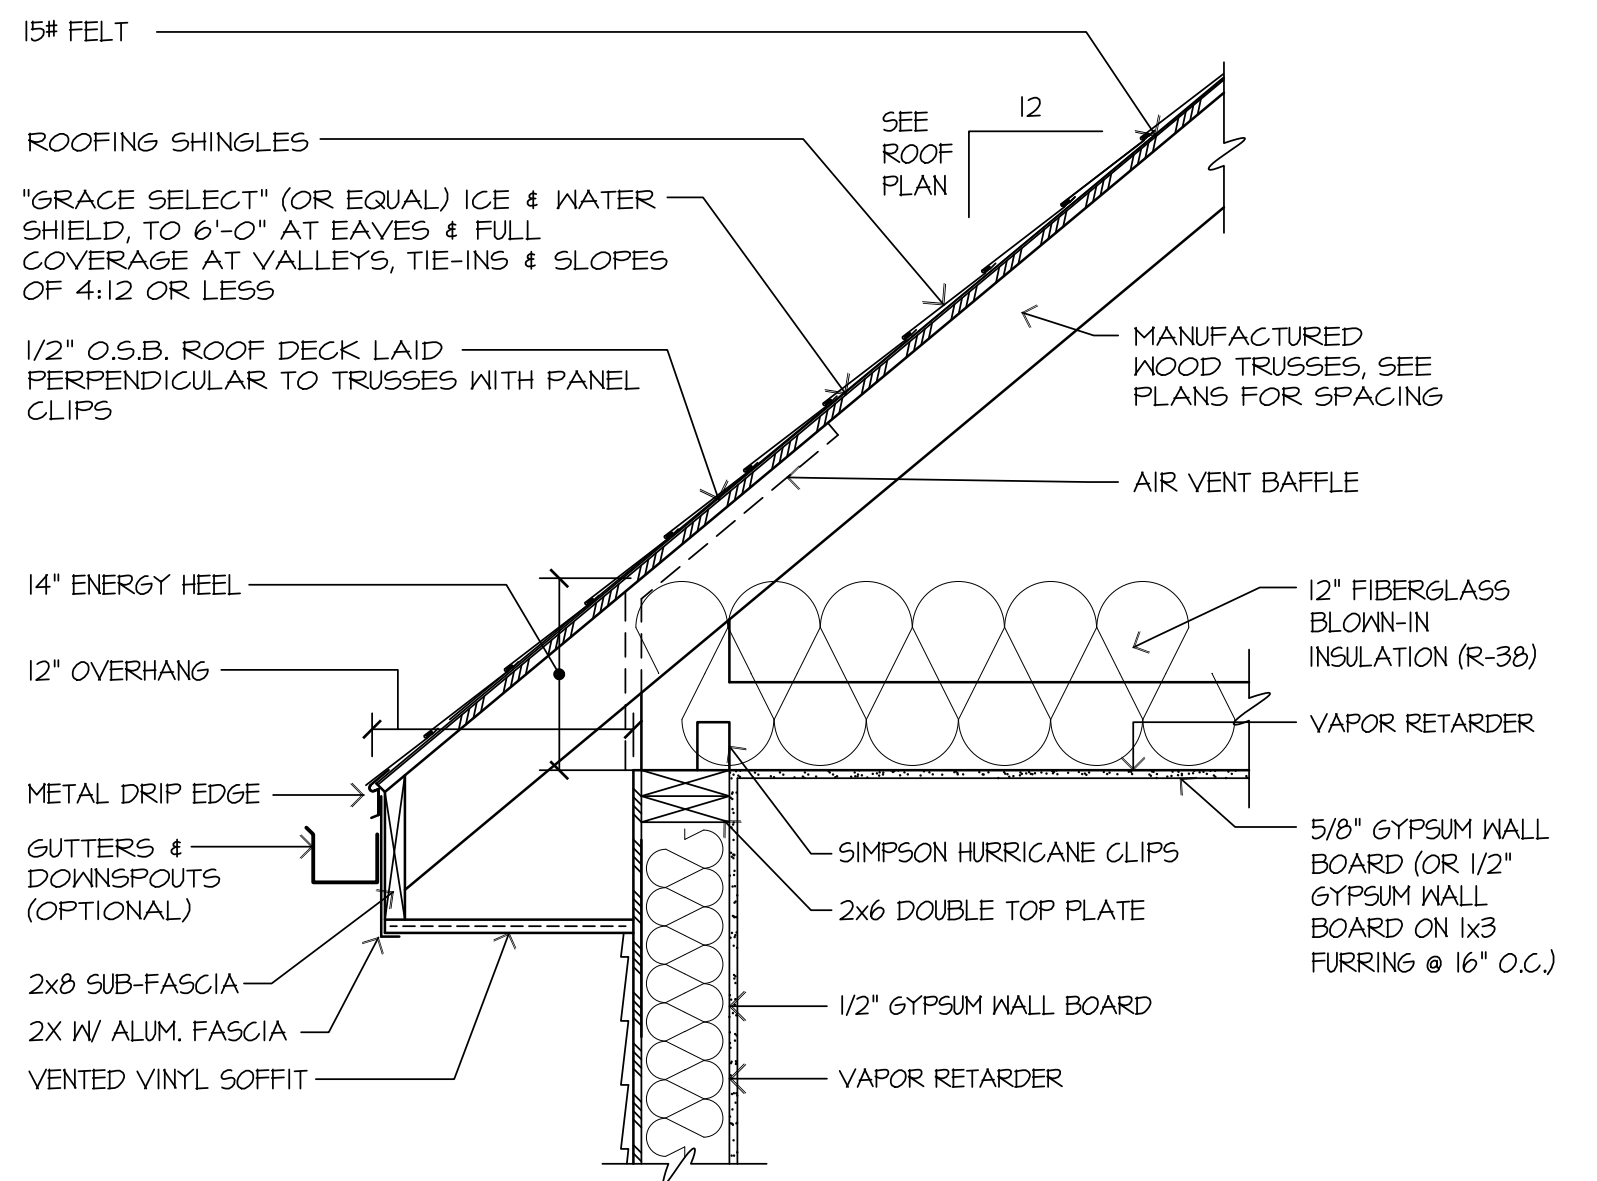 15# FELT
ROOFING SHINGLES
"GRACE SELECT" (OR EQUAL) ICE & WATER
SHIELD, TO 6'-0" AT EAVES & FULL
COVERAGE AT VALLEYS, TIE-INS & SLOPES
OF 4:12 OR LESS
1/2" O.S.B. ROOF DECK LAID
PERPENDICULAR TO TRUSSES WITH PANEL
CLIPS
14" ENERGY HEEL
12" OVERHANG
METAL DRIP EDGE
GUTTERS &
DOWNSPOUTS
(OPTIONAL)
2x8 SUB-FASCIA
2X W/ ALUM. FASCIA
VENTED VINYL SOFFIT
12
SEE
ROOF
PLAN
MANUFACTURED
WOOD TRUSSES, SEE
PLANS FOR SPACING
AIR VENT BAFFLE
12" FIBERGLASS
BLOWN-IN
INSULATION (R-38)
VAPOR RETARDER
5/8" GYPSUM WALL
BOARD (OR 1/2"
GYPSUM WALL
BOARD ON 1x3
FURRING @ 16" O.C.)
SIMPSON HURRICANE CLIPS
2x6 DOUBLE TOP PLATE
1/2" GYPSUM WALL BOARD
VAPOR RETARDER